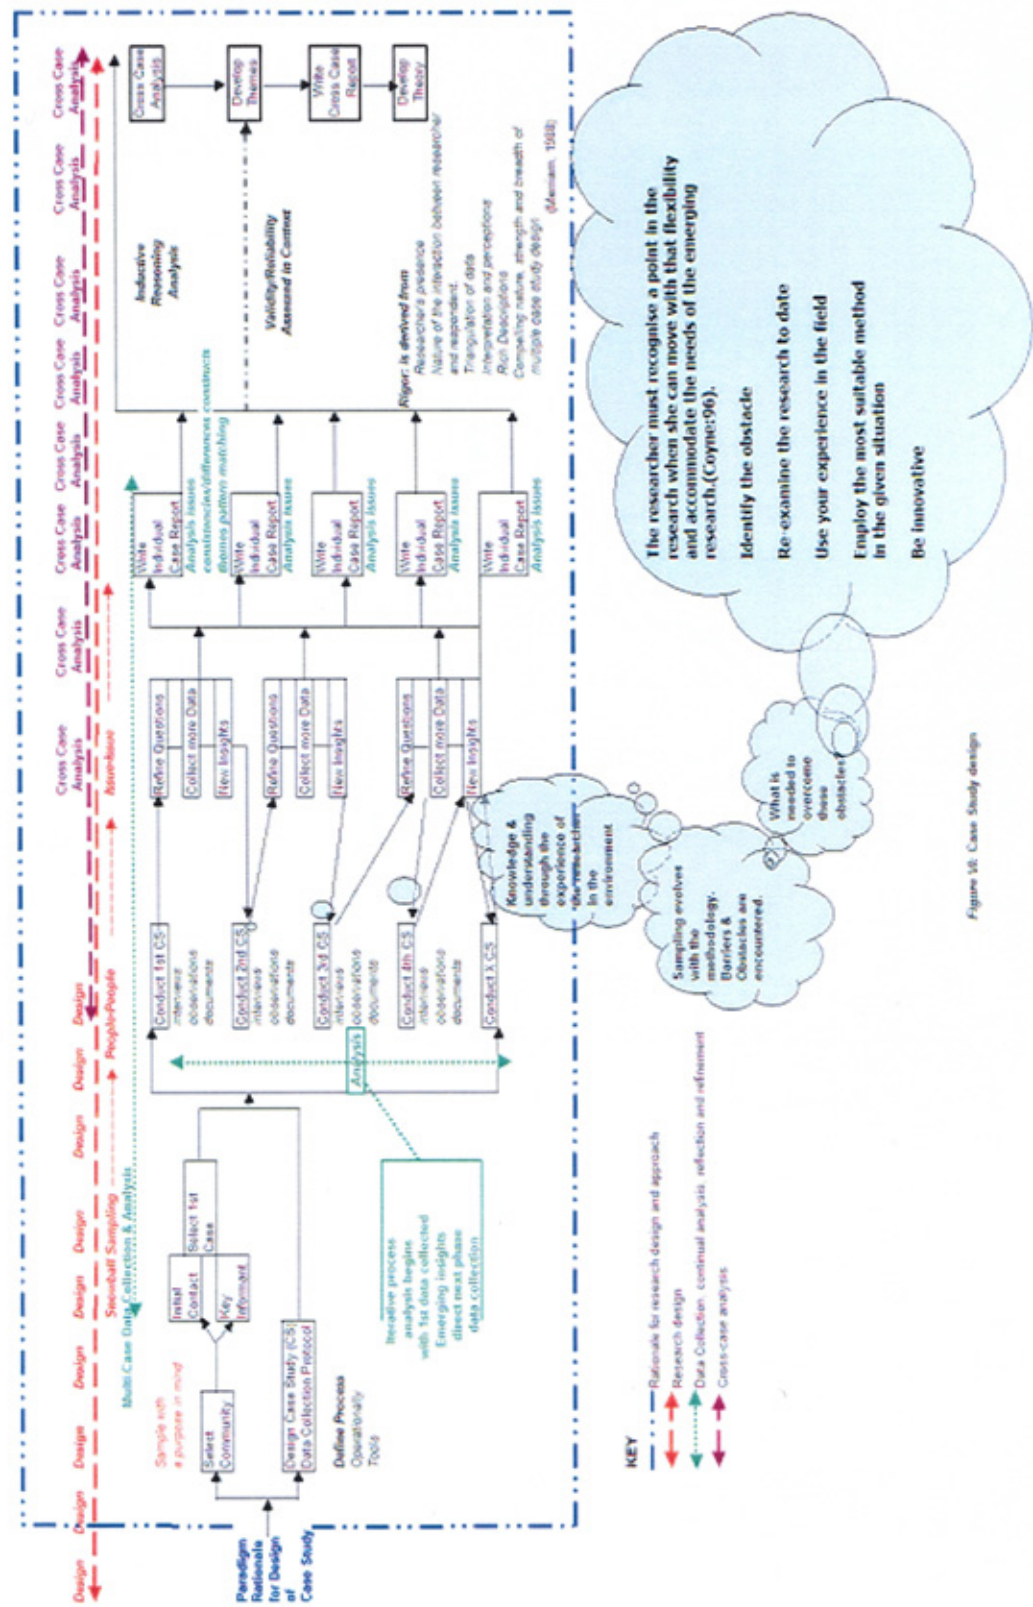 Design Design Design Design Design Design Design Design
Cross Case
Analysis
Cross Case
Analysis
Cross Case
Analysis
Cross Case
Analysis
Cross Case
Analysis
Cross Case
Analysis
Cross Case
Analysis
Cross Case
Analysis
Snowball Sampling
People-People
Issue-Issue
Multi-Case Data Collection & Analysis
Paradigm
Rationale
for Design
of
Case Study
Sample with
a purpose in mind
Select
Community
Design Case Study (CS)
Data Collection Protocol
Define Process
Operationally
Tools
Initial
Contact
Key
Informant
Select 1st
Case
Iterative process
analysis begins
with 1st data collected
Emerging insights
direct next phase
data collection
Analysis
Conduct 1st CS
interviews
observations
documents
Conduct 2nd CS
interviews
observations
documents
Conduct 3rd CS
interviews
observations
documents
Conduct 4th CS
interviews
observations
documents
Conduct X CS
Refine Questions
Collect more Data
New Insights
Refine Questions
Collect more Data
New Insights
Refine Questions
Collect more Data
New Insights
Write
Individual
Case Report
Analysis issues
consistencies/differences constructs
theories pattern matching
Write
Individual
Case Report
Analysis issues
Write
Individual
Case Report
Analysis issues
Write
Individual
Case Report
Analysis issues
Write
Individual
Case Report
Inductive
Reasoning
Analysis
Validity/Reliability
Assessed in Context
Rigor: is derived from
Researcher's presence
Nature of the interaction between researcher
and respondent.
Triangulation of data
Interpretation and perceptions
Rich Descriptions
Compelling nature, strength and breadth of
multiple case study design
(Merriam, 1988)
Cross Case
Analysis
Develop
Themes
Write
Cross Case
Report
Develop
Theory
Knowledge &
understanding
through the
experience of
the researcher
in the
environment
Sampling evolves
with the
methodology.
Barriers &
Obstacles are
encountered.
What is
needed to
overcome
these
obstacles?
The researcher must recognise a point in the
research when she can move with that flexibility
and accommodate the needs of the emerging
research.(Coyne:96).
Identify the obstacle
Re-examine the research to date
Use your experience in the field
Employ the most suitable method
in the given situation
Be innovative
KEY
Rationale for research design and approach
Research design
Data Collection, continual analysis, reflection and refinement
Cross-case analysis
Figure VI: Case Study design